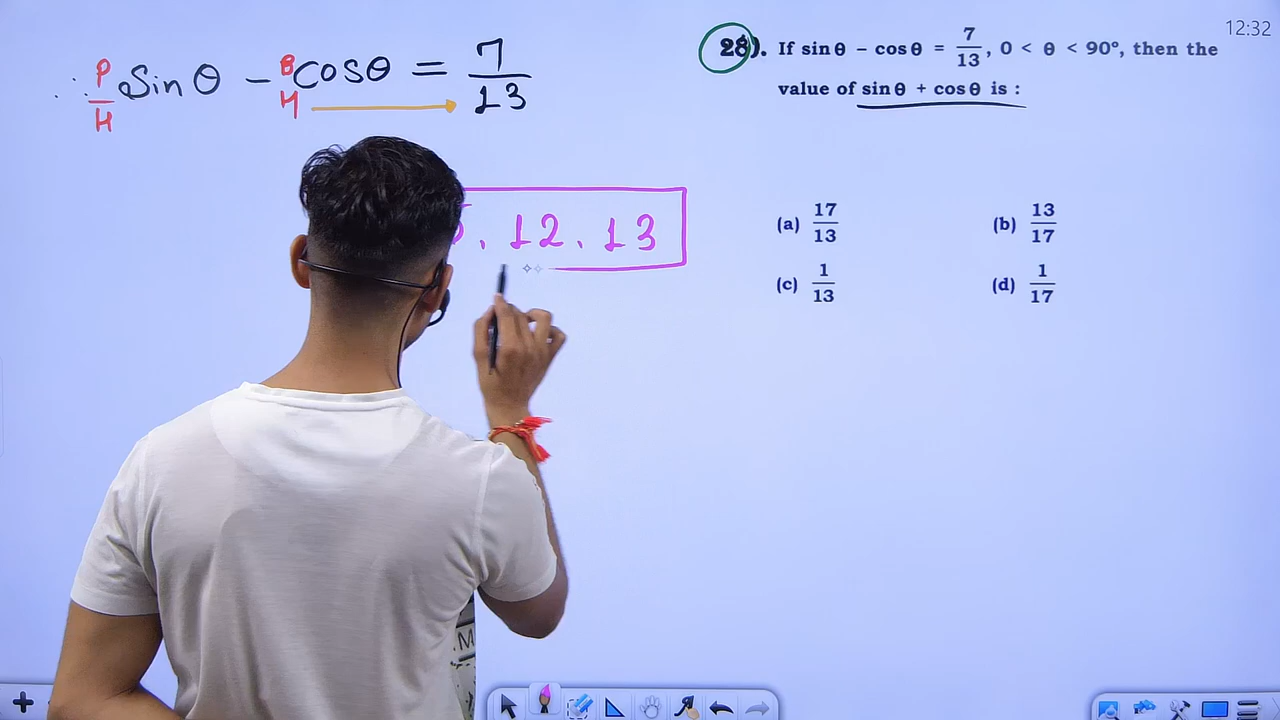 12:32
∴ P/H Sin θ − B/H cos θ = 7/13
28). If sin θ − cos θ = 7/13, 0 < θ < 90°, then the
value of sin θ + cos θ is :
. 12 . 13
(a) 17/13 (b) 13/17
(c) 1/13 (d) 1/17
M